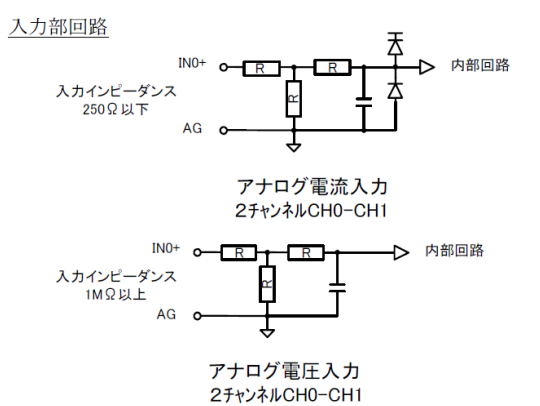 入力部回路
IN0+
R
R
内部回路
入力インピーダンス
250Ω以下
R
AG
アナログ電流入力
2チャンネルCH0-CH1
IN0+
R
R
内部回路
入力インピーダンス
1MΩ以上
R
AG
アナログ電圧入力
2チャンネルCH0-CH1